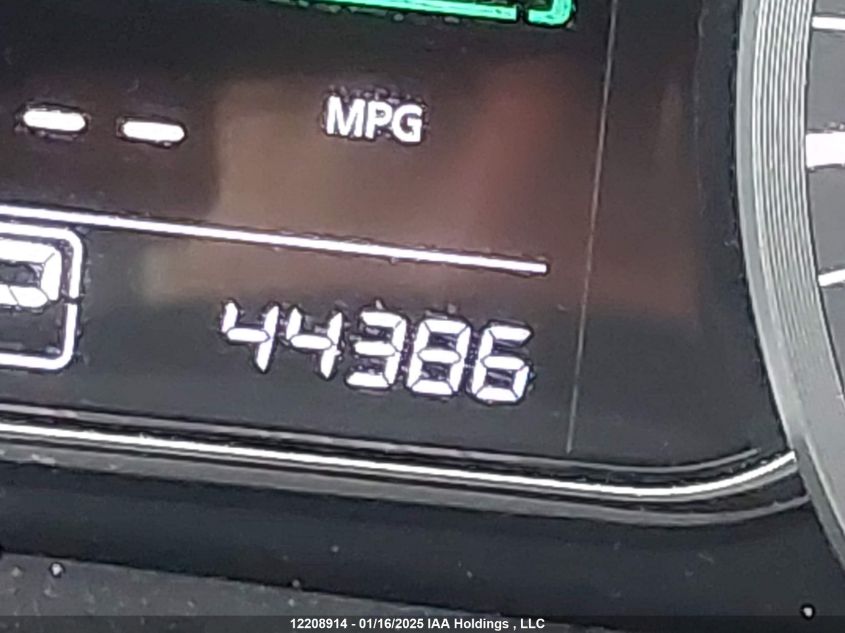 -- MPG
P 44386
12208914 - 01/16/2025 IAA Holdings , LLC